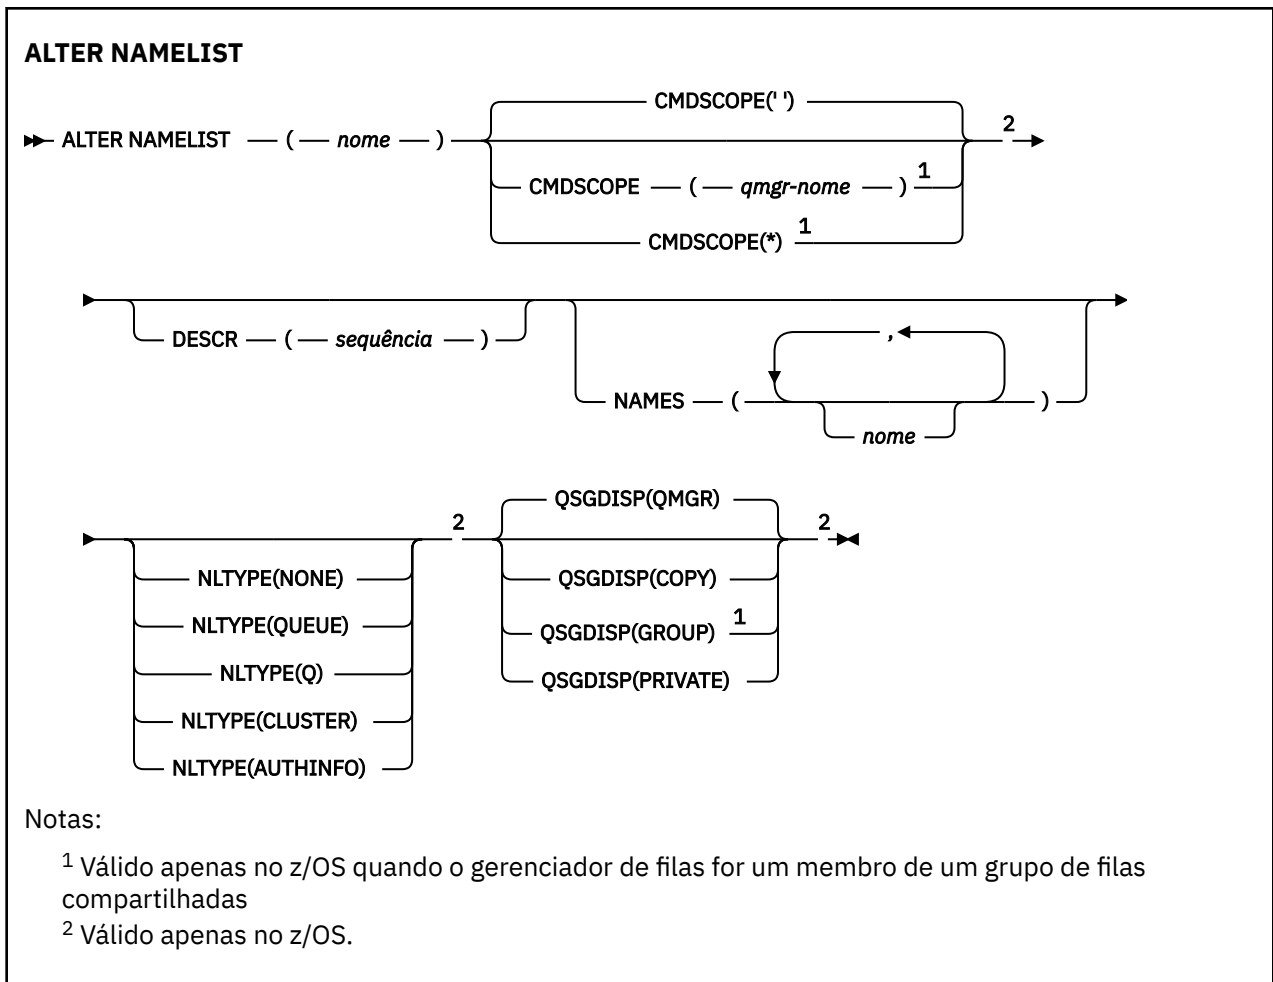 ALTER NAMELIST
CMDSCOPE(' ')
ALTER NAMELIST ( nome ) 2
CMDSCOPE ( qmgr-nome ) 1
CMDSCOPE(*) 1
DESCR ( sequência )
,
NAMES ( )
nome
2 QSGDISP(QMGR) 2
NLTYPE(NONE) QSGDISP(COPY)
NLTYPE(QUEUE) QSGDISP(GROUP) 1
NLTYPE(Q) QSGDISP(PRIVATE)
NLTYPE(CLUSTER)
NLTYPE(AUTHINFO)
Notas:
1 Válido apenas no z/OS quando o gerenciador de filas for um membro de um grupo de filas
compartilhadas
2 Válido apenas no z/OS.